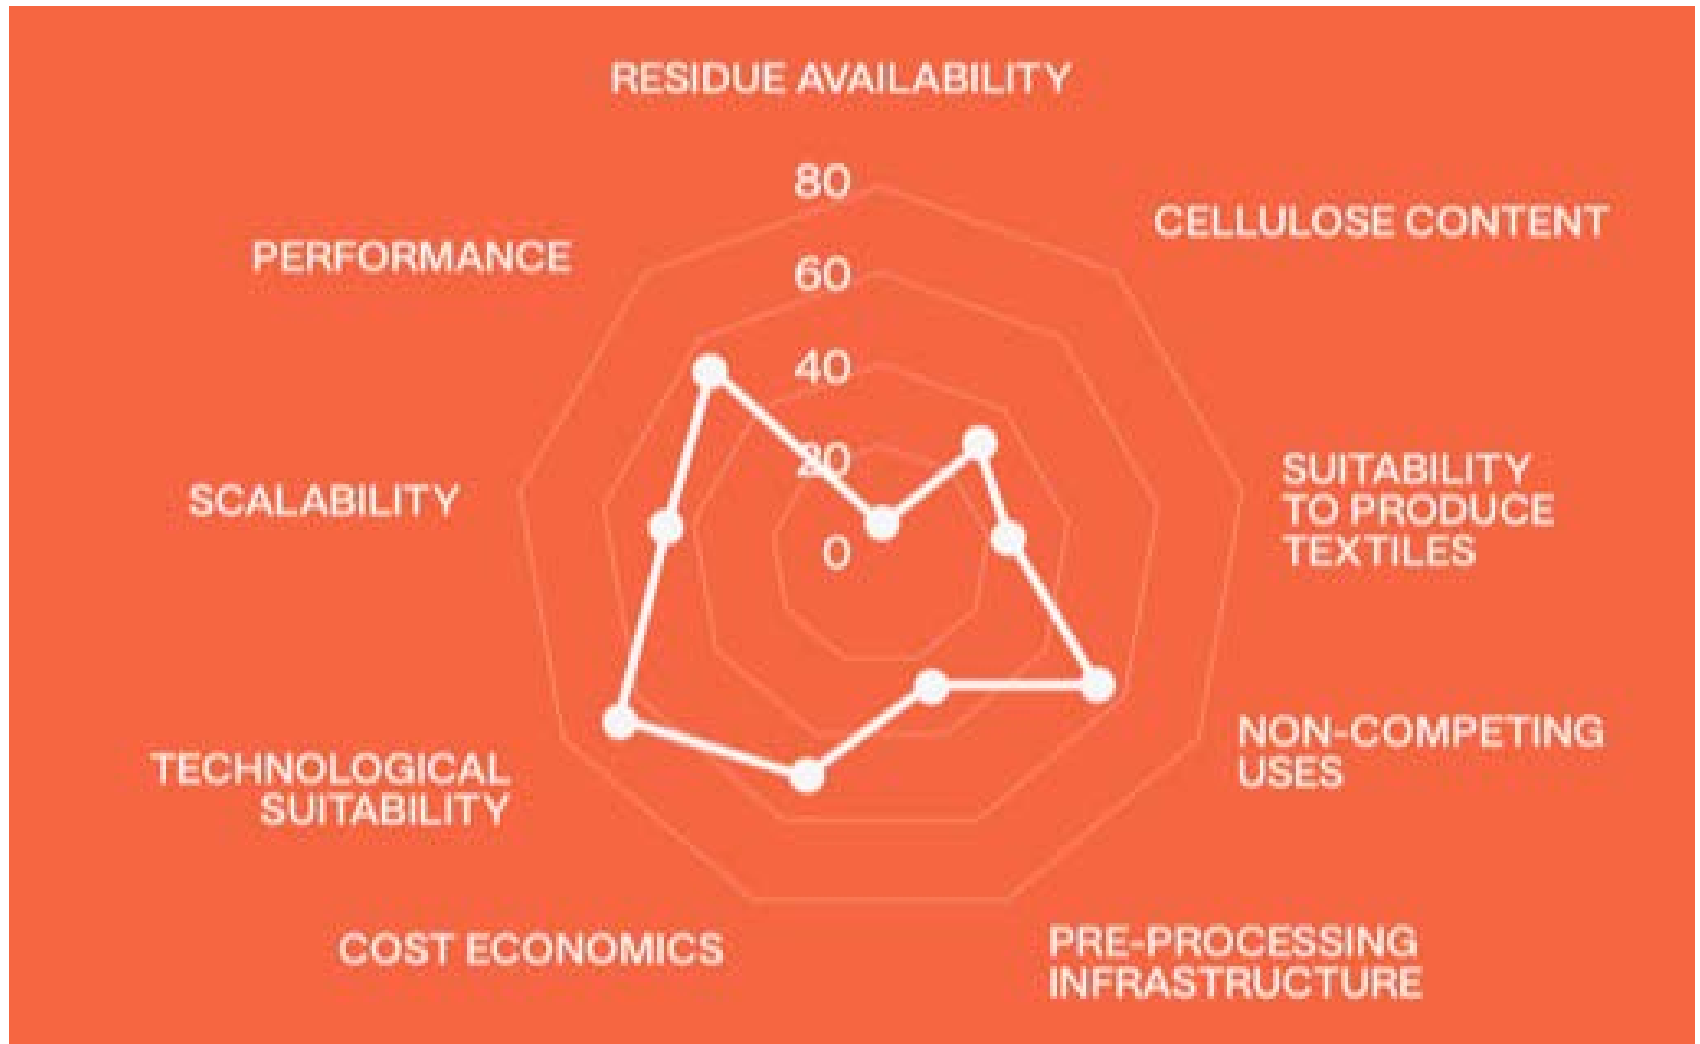 RESIDUE AVAILABILITY
CELLULOSE CONTENT
SUITABILITY
TO PRODUCE
TEXTILES
NON-COMPETING
USES
PRE-PROCESSING
INFRASTRUCTURE
COST ECONOMICS
TECHNOLOGICAL
SUITABILITY
SCALABILITY
PERFORMANCE
80
60
40
20
0